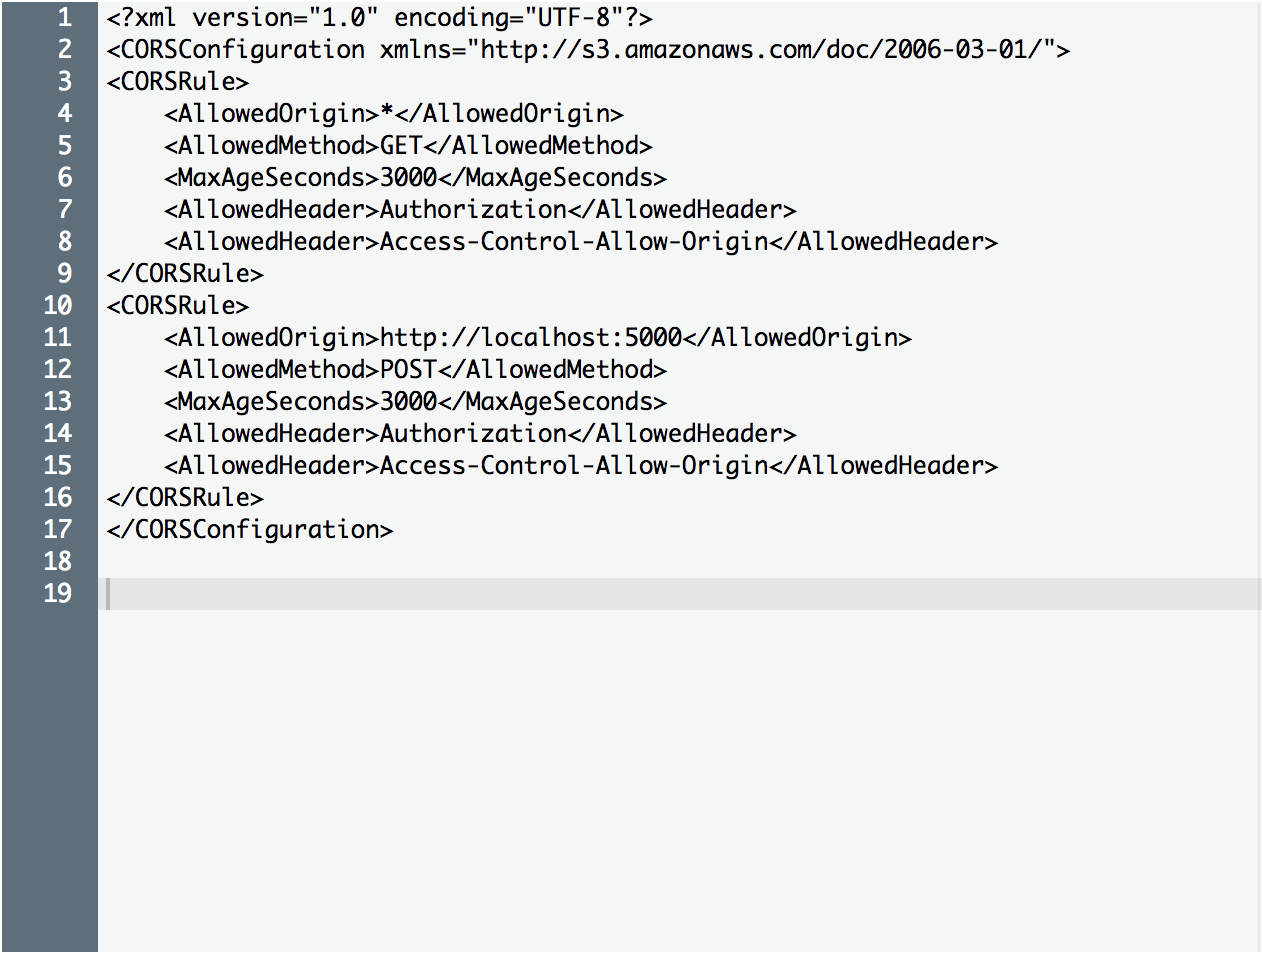 1 <?xml version="1.0" encoding="UTF-8"?>
2 <CORSConfiguration xmlns="http://s3.amazonaws.com/doc/2006-03-01/">
3 <CORSRule>
4     <AllowedOrigin>*</AllowedOrigin>
5     <AllowedMethod>GET</AllowedMethod>
6     <MaxAgeSeconds>3000</MaxAgeSeconds>
7     <AllowedHeader>Authorization</AllowedHeader>
8     <AllowedHeader>Access-Control-Allow-Origin</AllowedHeader>
9 </CORSRule>
10 <CORSRule>
11     <AllowedOrigin>http://localhost:5000</AllowedOrigin>
12     <AllowedMethod>POST</AllowedMethod>
13     <MaxAgeSeconds>3000</MaxAgeSeconds>
14     <AllowedHeader>Authorization</AllowedHeader>
15     <AllowedHeader>Access-Control-Allow-Origin</AllowedHeader>
16 </CORSRule>
17 </CORSConfiguration>
18
19